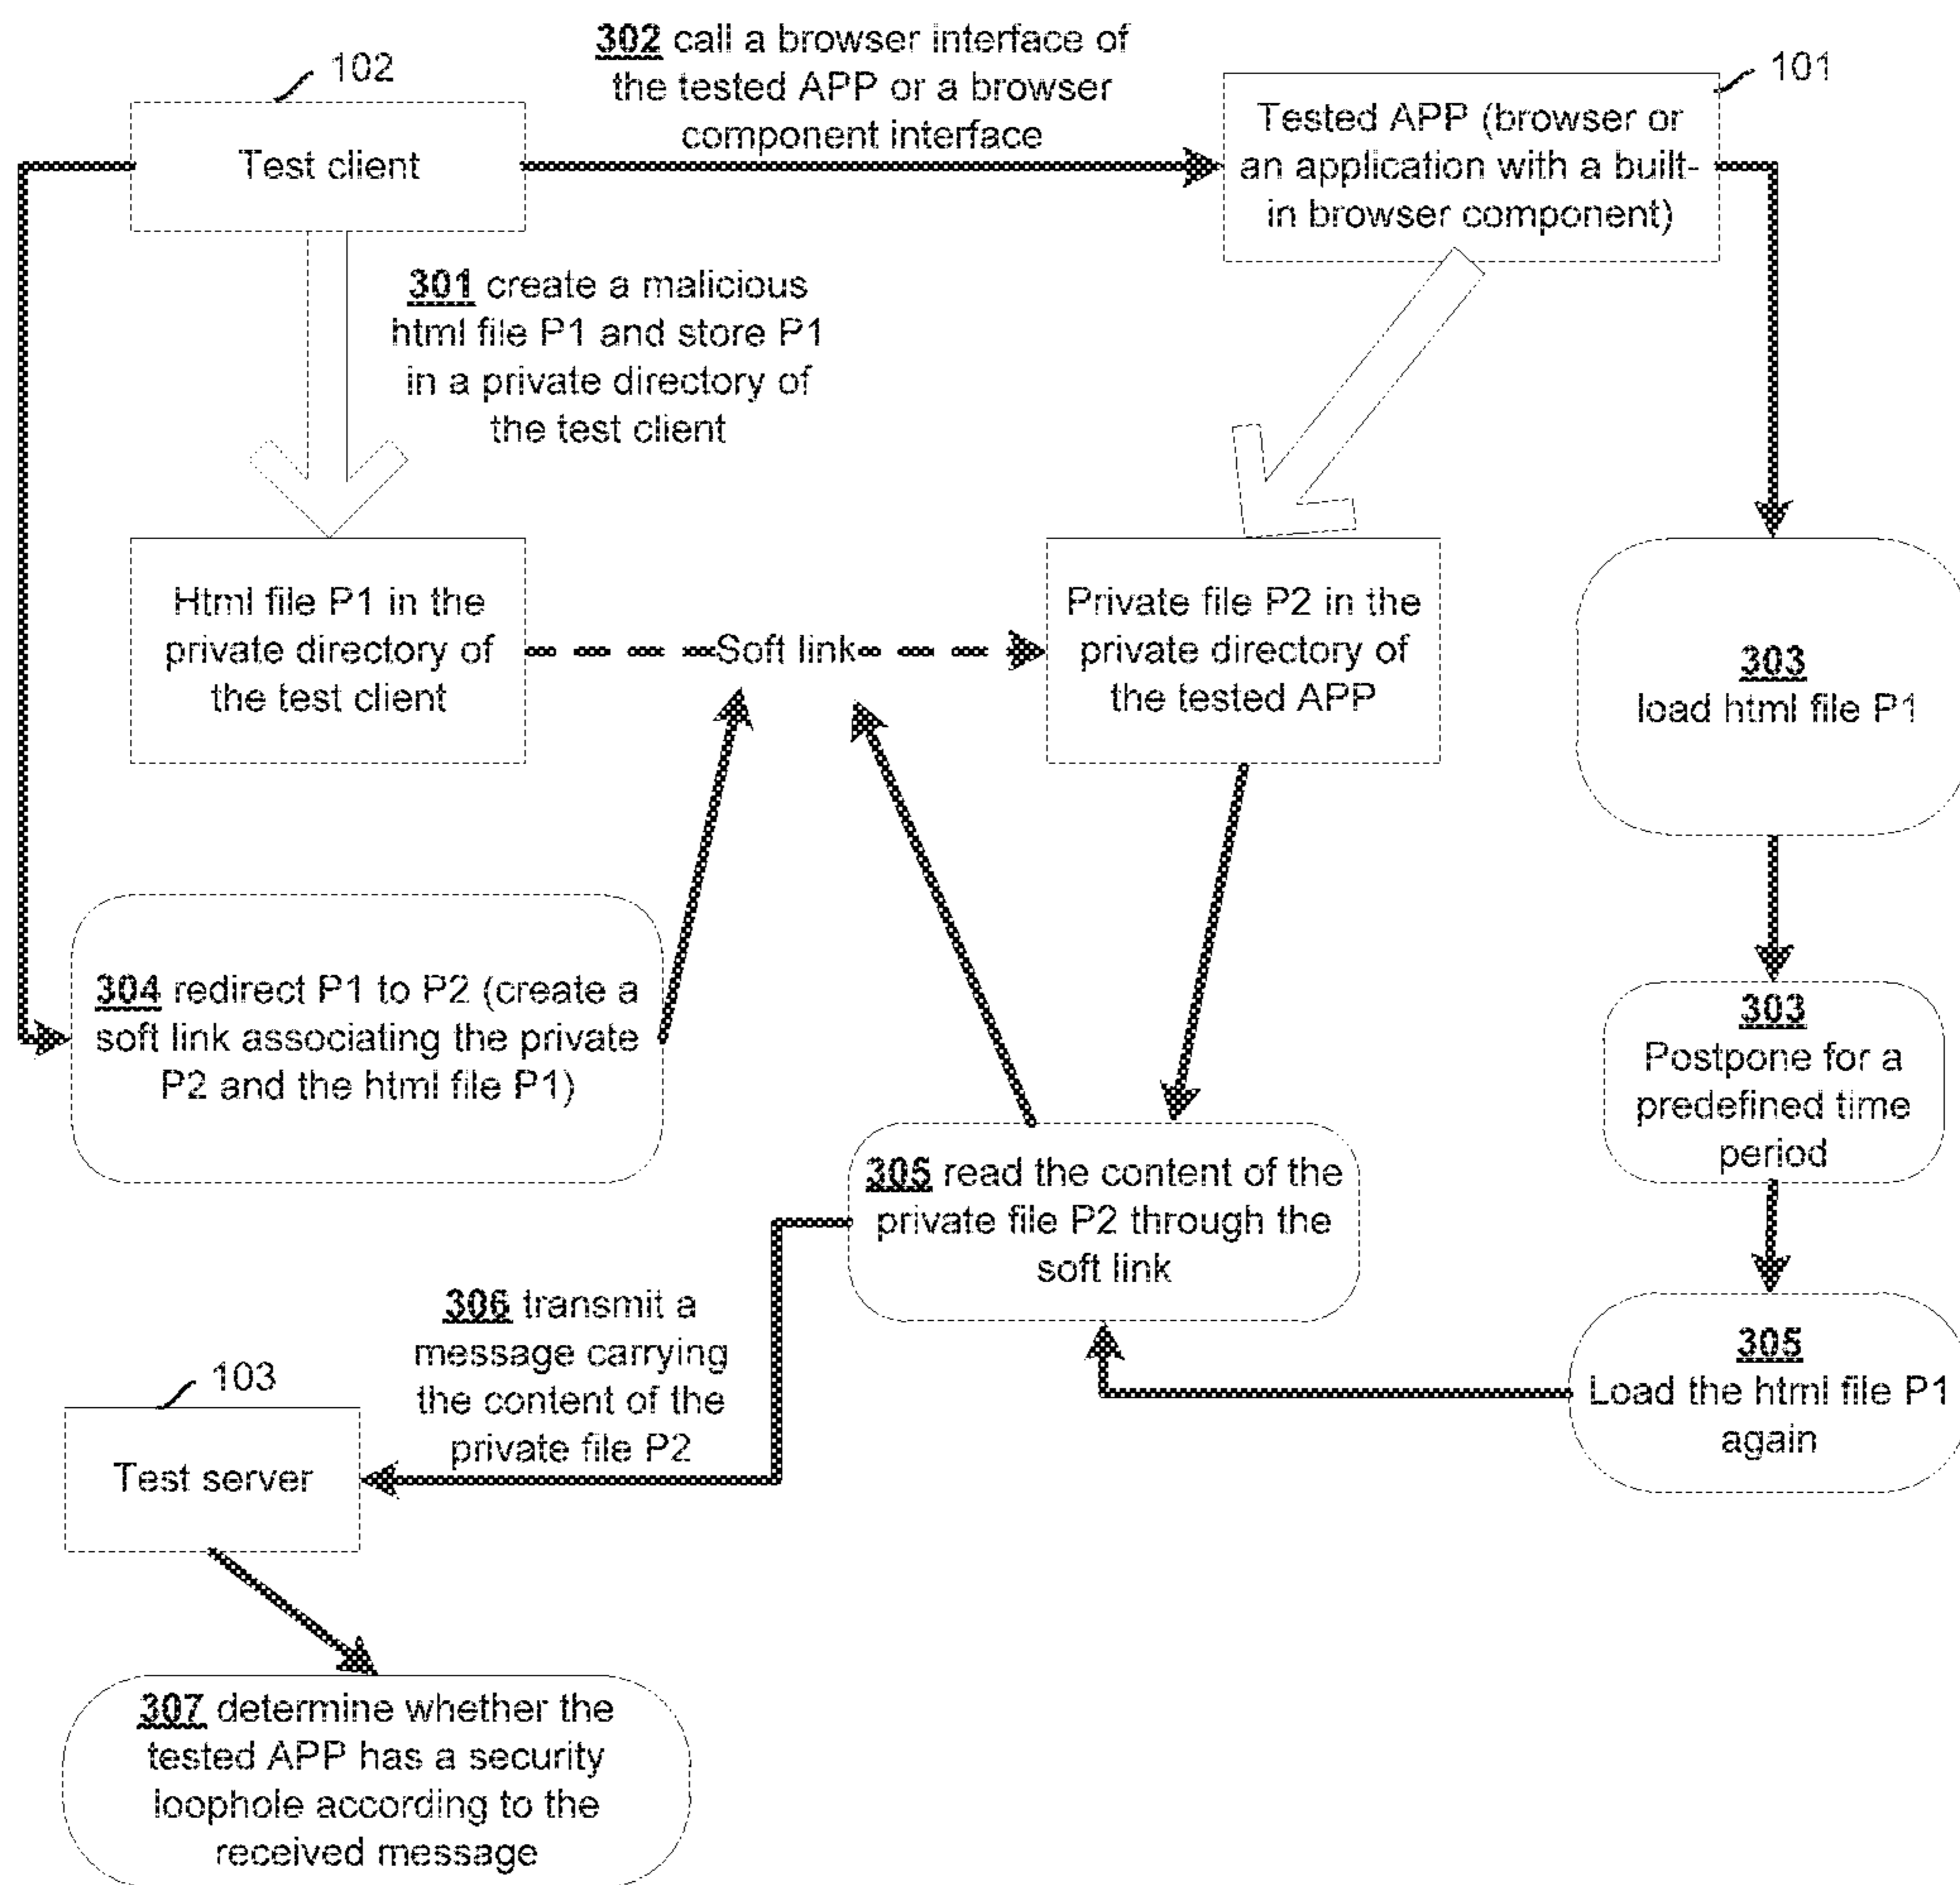 302 call a browser interface of
the tested APP or a browser
component interface
102
101
Test client
Tested APP (browser or
an application with a built-
in browser component)
301 create a malicious
html file P1 and store P1
in a private directory of
the test client
Html file P1 in the
private directory of
the test client
Soft link
Private file P2 in the
private directory of
the tested APP
303
load html file P1
304 redirect P1 to P2 (create a
soft link associating the private
P2 and the html file P1)
303
Postpone for a
predefined time
period
305 read the content of the
private file P2 through the
soft link
306 transmit a
message carrying
the content of the
private file P2
305
Load the html file P1
again
103
Test server
307 determine whether the
tested APP has a security
loophole according to the
received message